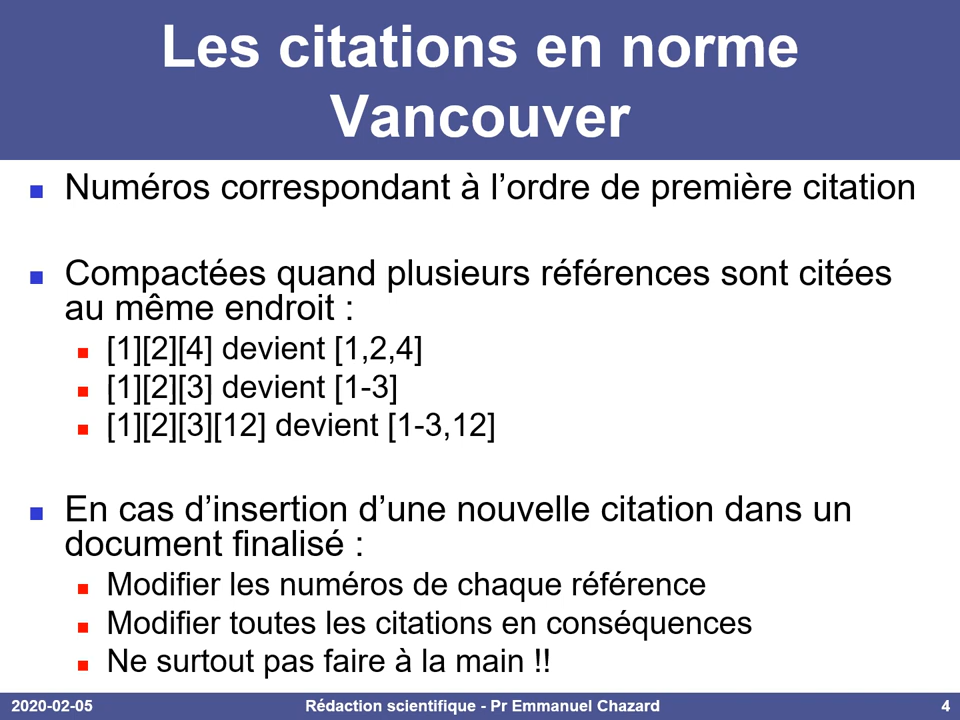 Les citations en norme
Vancouver
Numéros correspondant à l’ordre de première citation
Compactées quand plusieurs références sont citées
au même endroit :
[1][2][4] devient [1,2,4]
[1][2][3] devient [1-3]
[1][2][3][12] devient [1-3,12]
En cas d’insertion d’une nouvelle citation dans un
document finalisé :
Modifier les numéros de chaque référence
Modifier toutes les citations en conséquences
Ne surtout pas faire à la main !!
2020-02-05 Rédaction scientifique - Pr Emmanuel Chazard 4